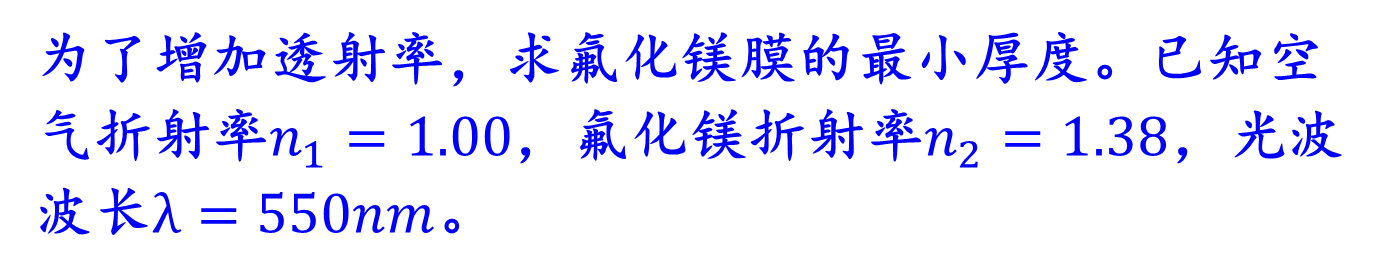 为了增加透射率，求氟化镁膜的最小厚度。已知空
气折射率n₁ = 1.00，氟化镁折射率n₂ = 1.38，光波
波长λ = 550nm。